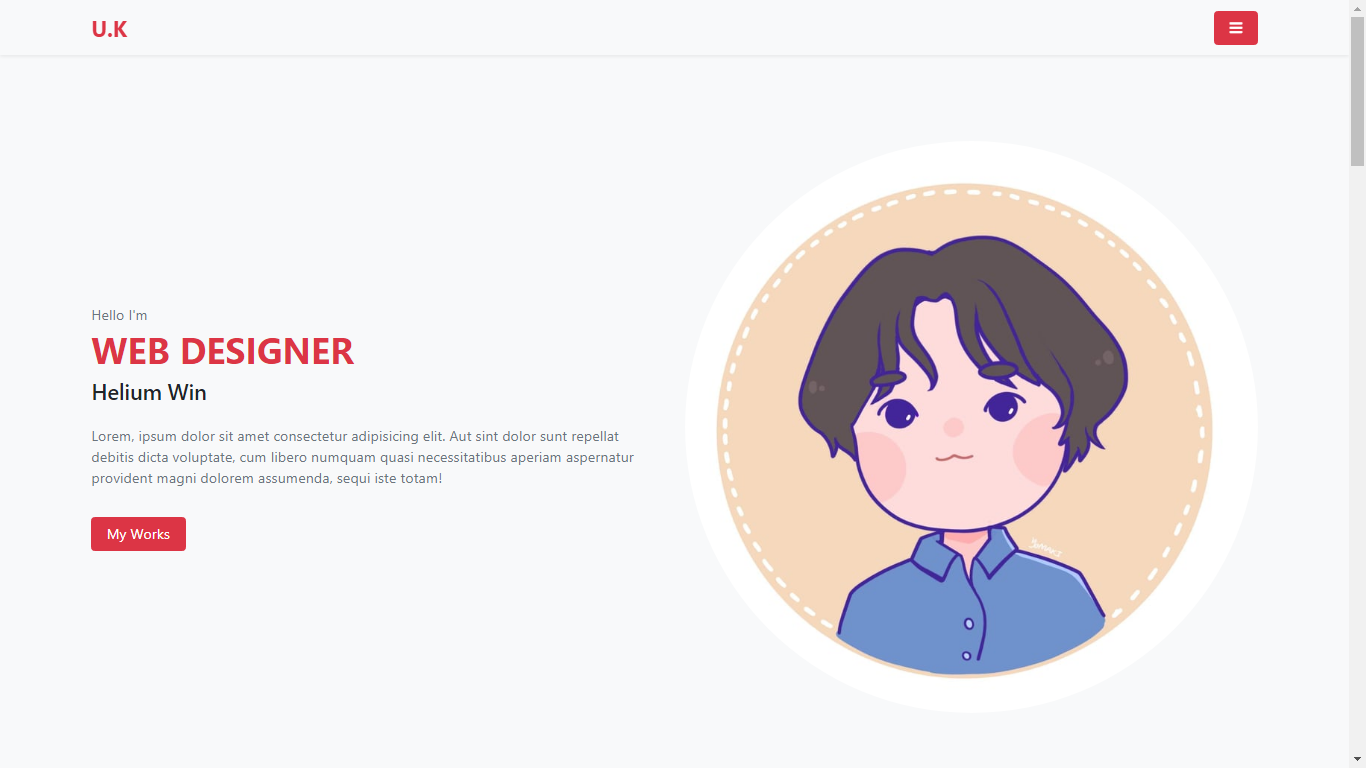 U.K
Hello I'm
WEB DESIGNER
Helium Win
Lorem, ipsum dolor sit amet consectetur adipisicing elit. Aut sint dolor sunt repellat
debitis dicta voluptate, cum libero numquam quasi necessitatibus aperiam aspernatur
provident magni dolorem assumenda, sequi iste totam!
My Works